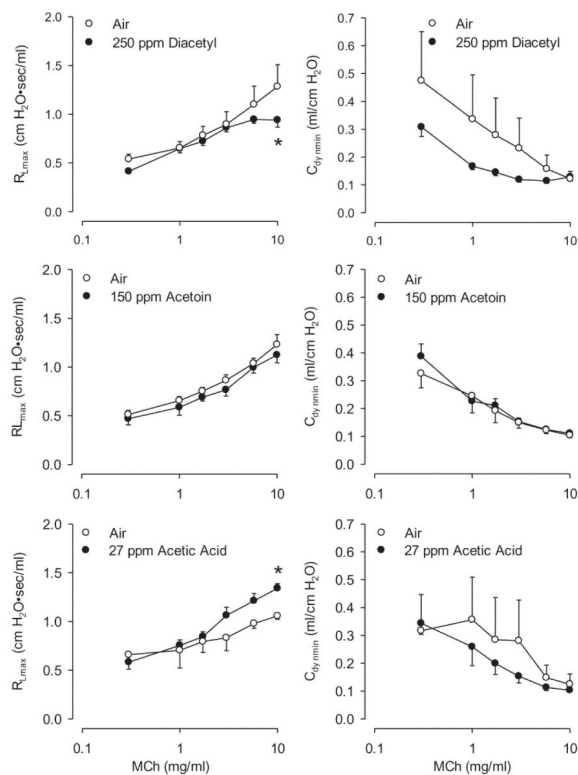 Air
250 ppm Diacetyl
R_Lmax (cm H₂O•sec/ml)
2.0
1.5
1.0
0.5
0.0
*
0.1 1 10
Air
250 ppm Diacetyl
C_dynmin (ml/cm H₂O)
0.7
0.6
0.5
0.4
0.3
0.2
0.1
0.0
0.1 1 10
Air
150 ppm Acetoin
RL_max (cm H₂O•sec/ml)
2.0
1.5
1.0
0.5
0.0
0.1 1 10
Air
150 ppm Acetoin
C_dynmin (ml/cm H₂O)
0.7
0.6
0.5
0.4
0.3
0.2
0.1
0.0
0.1 1 10
Air
27 ppm Acetic Acid
R_Lmax (cm H₂O•sec/ml)
2.0
1.5
1.0
0.5
0.0
*
0.1 1 10
MCh (mg/ml)
Air
27 ppm Acetic Acid
C_dynmin (ml/cm H₂O)
0.7
0.6
0.5
0.4
0.3
0.2
0.1
0.0
0.1 1 10
MCh (mg/ml)